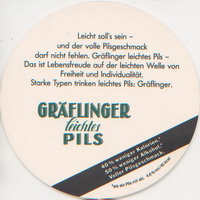 Leicht soll's sein –
und der volle Pilsgeschmack
darf nicht fehlen. Gräflinger leichtes Pils –
Das ist Lebensfreude auf der leichten Welle von
Freiheit und Individualität.
Starke Typen trinken leichtes Pils: Gräflinger.
GRÄFLINGER
leichtes
PILS
40% weniger Kalorien.*
50% weniger Alkohol.*
Voller Pilsgeschmack.